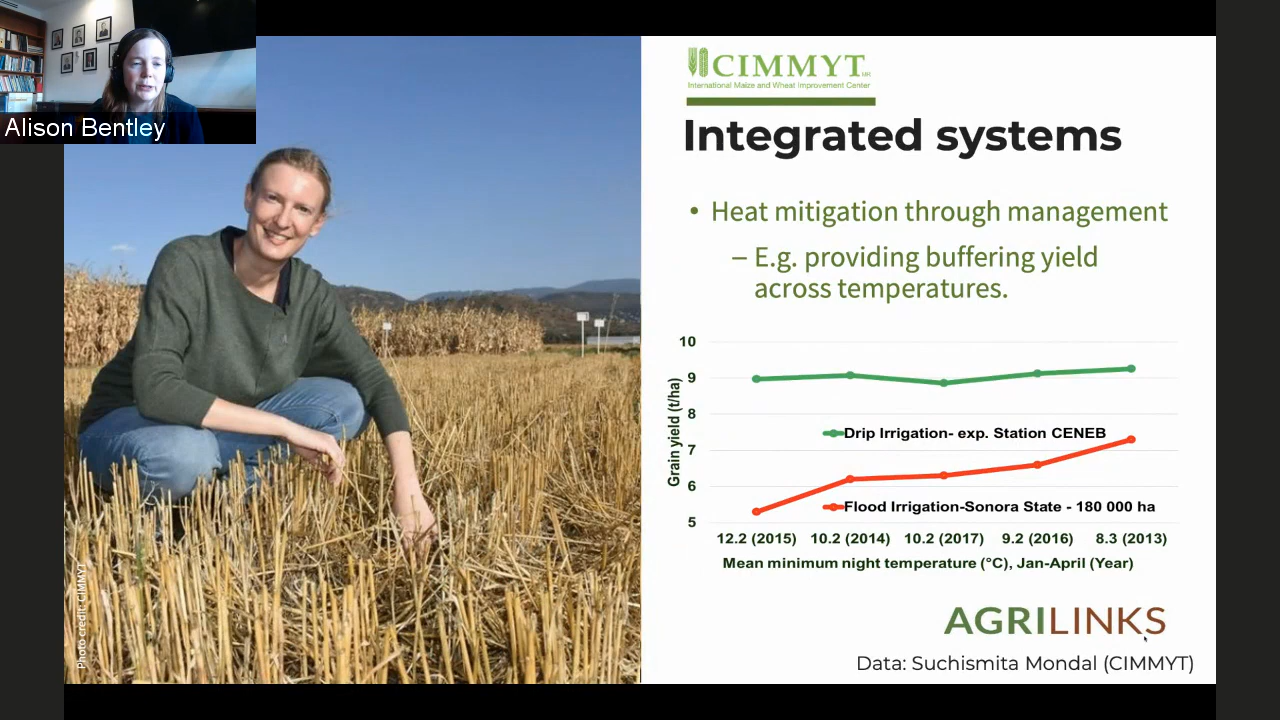 Alison Bentley
CIMMYT
International Maize and Wheat Improvement Center
Integrated systems
• Heat mitigation through management
– E.g. providing buffering yield
across temperatures.
10
9
8
7
6
5
Grain yield (t/ha)
Drip Irrigation- exp. Station CENEB
Flood Irrigation-Sonora State - 180 000 ha
12.2 (2015) 10.2 (2014) 10.2 (2017) 9.2 (2016) 8.3 (2013)
Mean minimum night temperature (°C), Jan-April (Year)
Photo credit: CIMMYT
AGRILINKS
Data: Suchismita Mondal (CIMMYT)